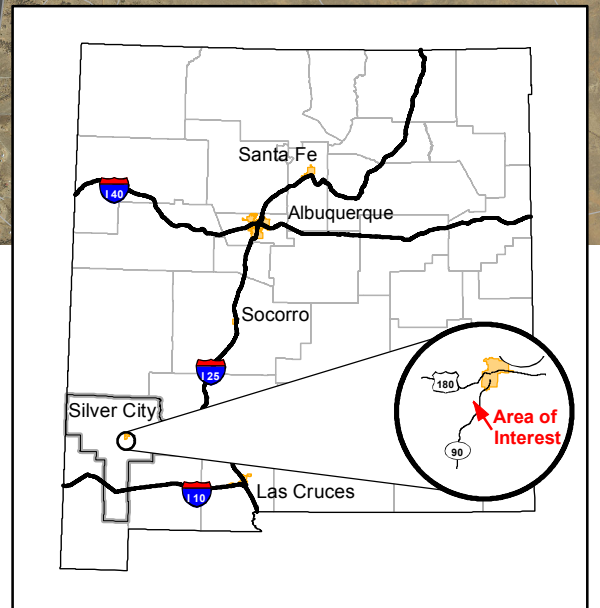 Santa Fe
I 40
Albuquerque
Socorro
I 25
180
Silver City
Area of
Interest
90
I 10
Las Cruces